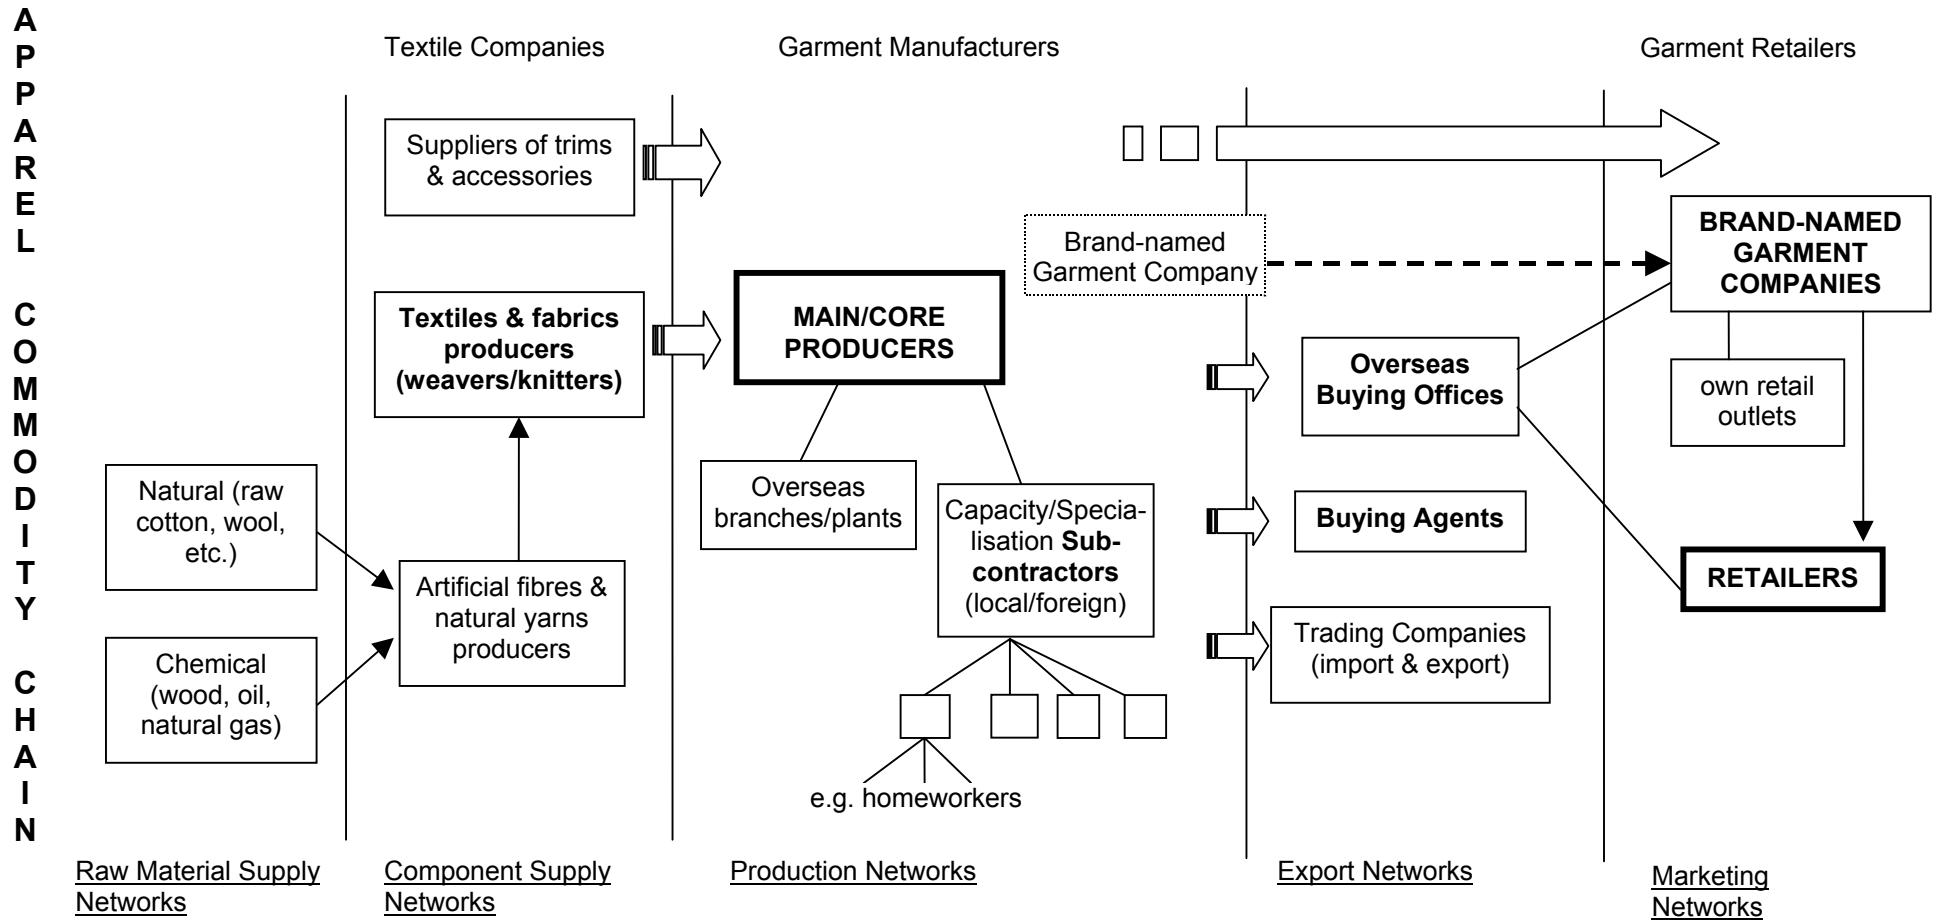 APPAREL COMMODITY CHAIN
Textile Companies
Garment Manufacturers
Garment Retailers
Suppliers of trims
& accessories
Brand-named
Garment Company
BRAND-NAMED
GARMENT
COMPANIES
Textiles & fabrics
producers
(weavers/knitters)
MAIN/CORE
PRODUCERS
Overseas
Buying Offices
own retail
outlets
Natural (raw
cotton, wool,
etc.)
Overseas
branches/plants
Capacity/Specia-
lisation Sub-
contractors
(local/foreign)
Buying Agents
Artificial fibres &
natural yarns
producers
RETAILERS
Chemical
(wood, oil,
natural gas)
Trading Companies
(import & export)
e.g. homeworkers
Raw Material Supply
Networks
Component Supply
Networks
Production Networks
Export Networks
Marketing
Networks